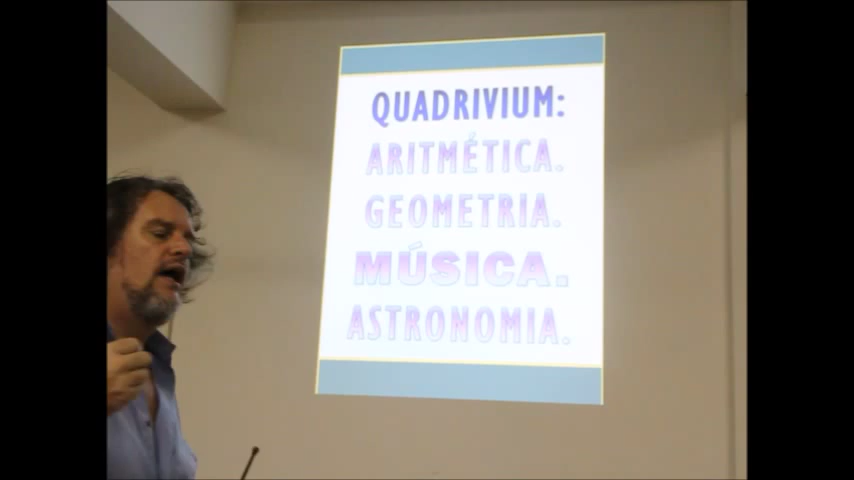 QUADRIVIUM:
ARITMÉTICA.
GEOMETRIA.
MÚSICA.
ASTRONOMIA.